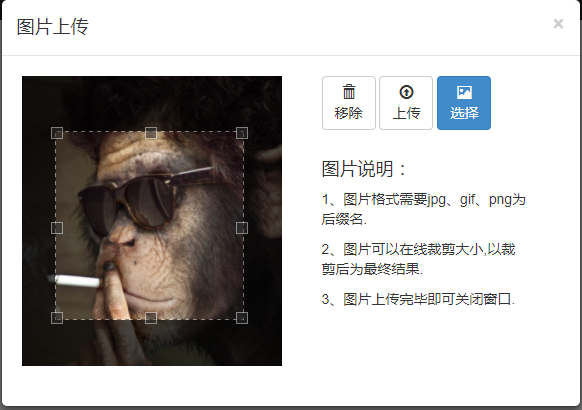 图片上传
×
移除
上传
选择
图片说明：
1、图片格式需要jpg、gif、png为
后缀名.
2、图片可以在线裁剪大小,以裁
剪后为最终结果.
3、图片上传完毕即可关闭窗口.